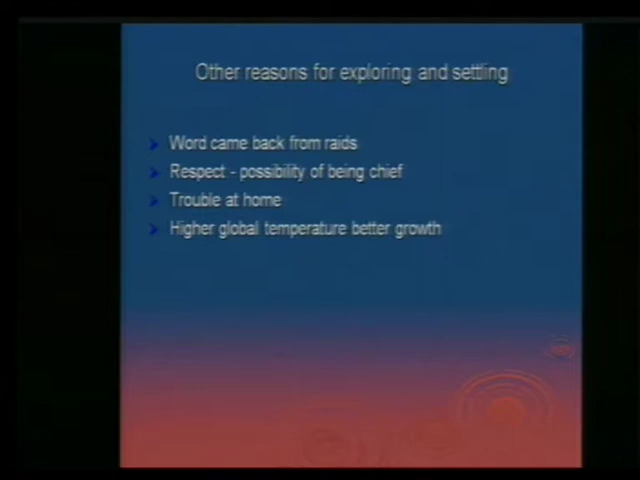 Other reasons for exploring and settling
Word came back from raids
Respect - possibility of being chief
Trouble at home
Higher global temperature better growth